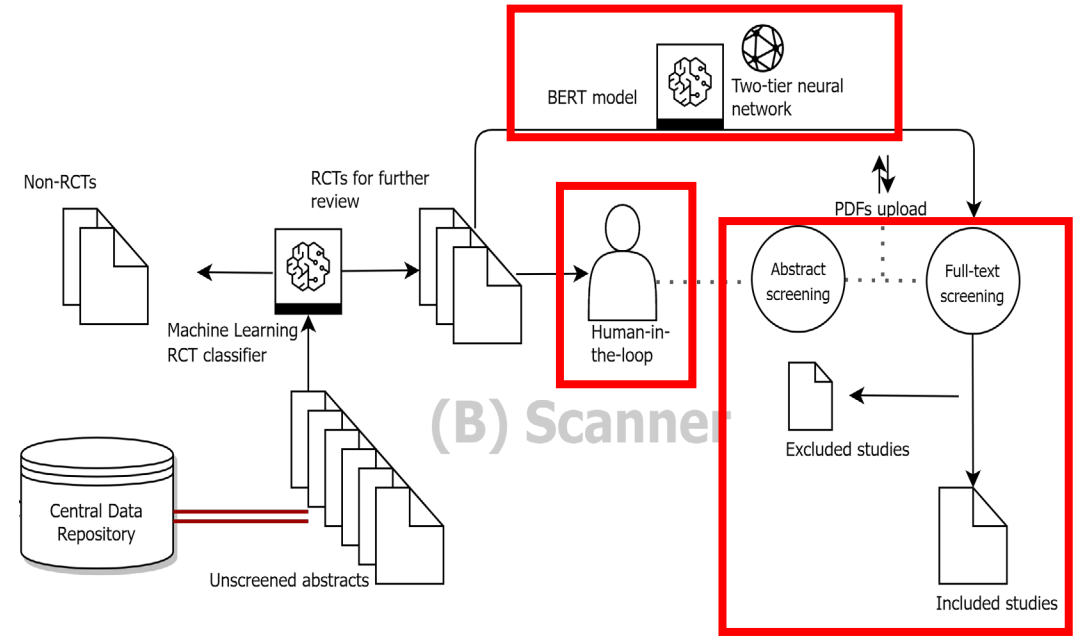 BERT model
Two-tier neural
network
Non-RCTs
RCTs for further
review
PDFs upload
Abstract
screening
Full-text
screening
Machine Learning
RCT classifier
Human-in-
the-loop
(B) Scanner
Excluded studies
Central Data
Repository
Unscreened abstracts
Included studies